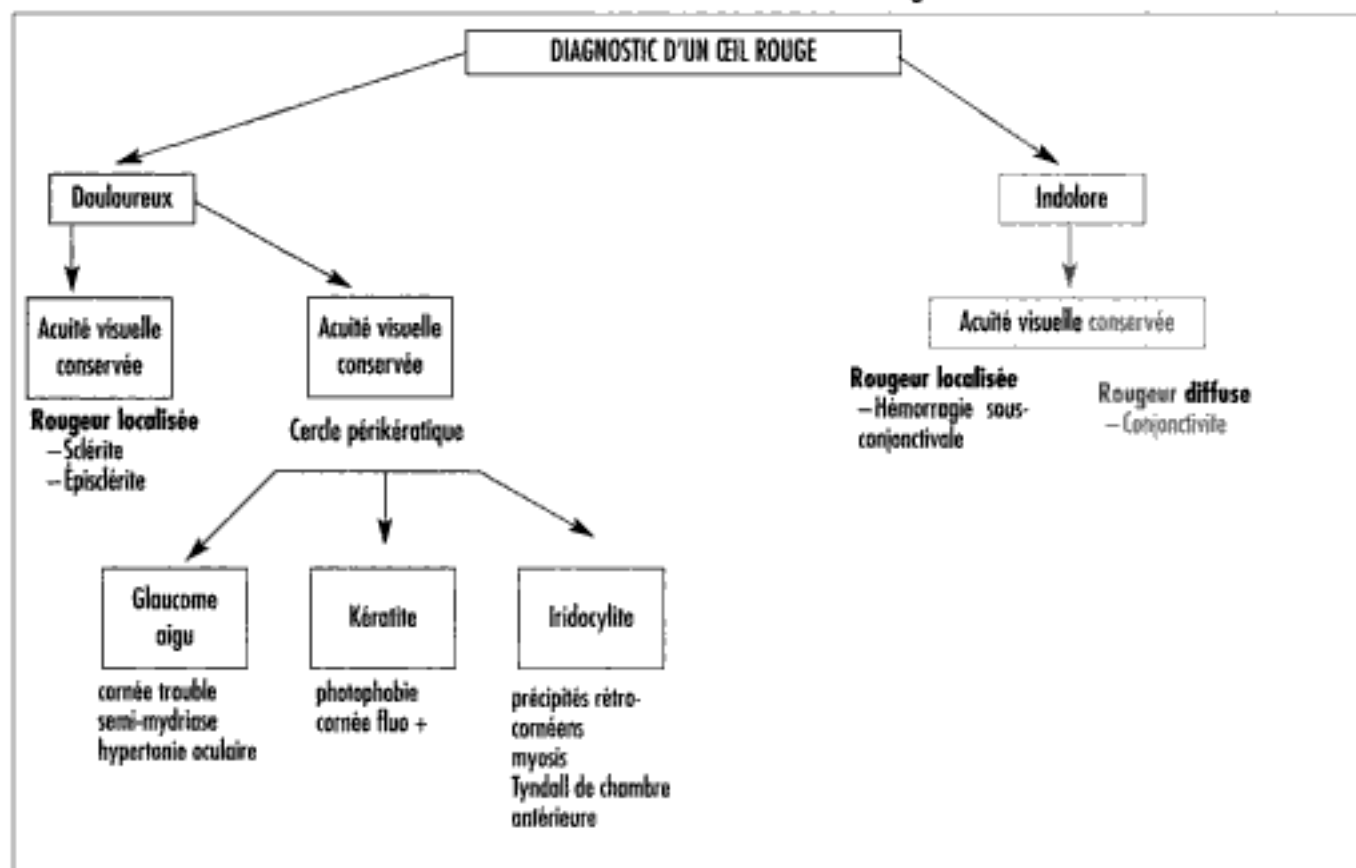 DIAGNOSTIC D'UN ŒIL ROUGE
Douloureux
Indolore
Acuité visuelle
conservée
Rougeur localisée
– Sclérite
– Épisclérite
Acuité visuelle
conservée
Cercle périkératique
Acuité visuelle conservée
Rougeur localisée
– Hémorragie sous-
conjonctivale
Rougeur diffuse
– Conjonctivite
Glaucome
aigu
cornée trouble
semi-mydriase
hypertonie oculaire
Kératite
photophobie
cornée fluo +
Iridocylite
précipités rétro-
cornéens
myosis
Tyndall de chambre
antérieure